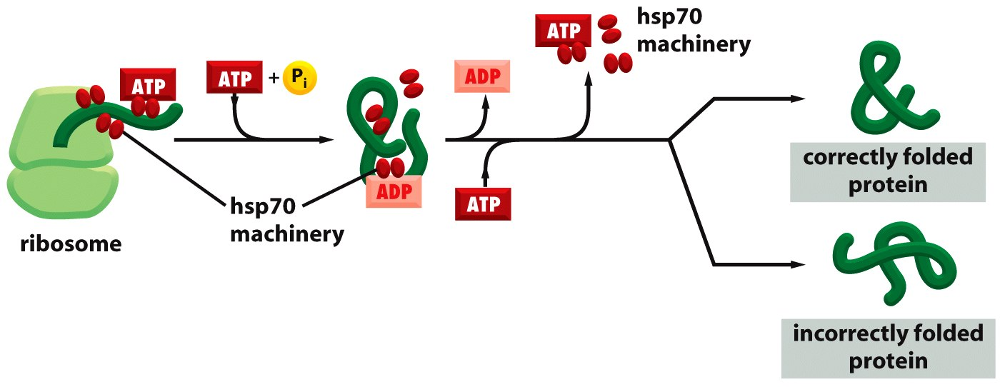 ATP
ribosome
ATP + Pi
hsp70
machinery
ADP
ADP
ATP
ATP
hsp70
machinery
correctly folded
protein
incorrectly folded
protein